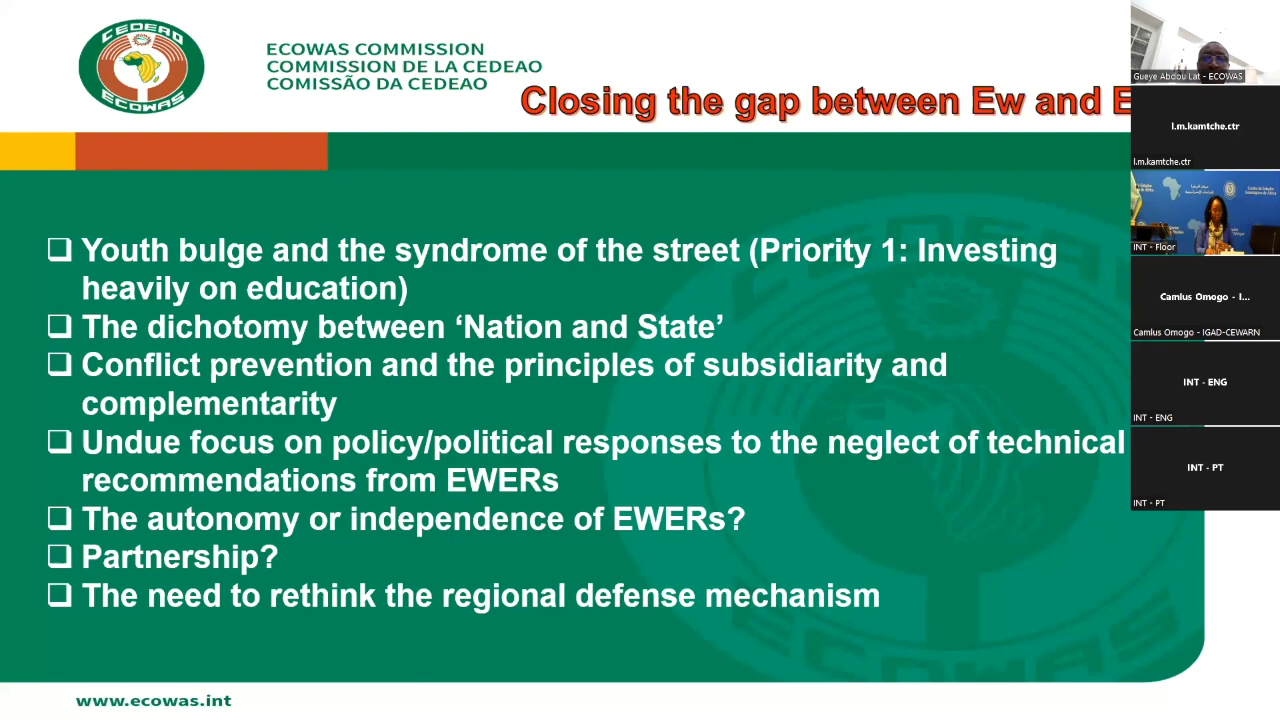 CEDEAO
ECOWAS
ECOWAS COMMISSION
COMMISSION DE LA CEDEAO
COMISSÃO DA CEDEAO
Closing the gap between Ew and E
❑ Youth bulge and the syndrome of the street (Priority 1: Investing
heavily on education)
❑ The dichotomy between ‘Nation and State’
❑ Conflict prevention and the principles of subsidiarity and
complementarity
❑ Undue focus on policy/political responses to the neglect of technical
recommendations from EWERs
❑ The autonomy or independence of EWERs?
❑ Partnership?
❑ The need to rethink the regional defense mechanism
www.ecowas.int
Gueye Abdou Lat - ECOWAS
l.m.kamtche.ctr
l.m.kamtche.ctr
INT - Floor
Camlus Omogo - I...
Camlus Omogo - IGAD-CEWARN
INT - ENG
INT - ENG
INT - PT
INT - PT